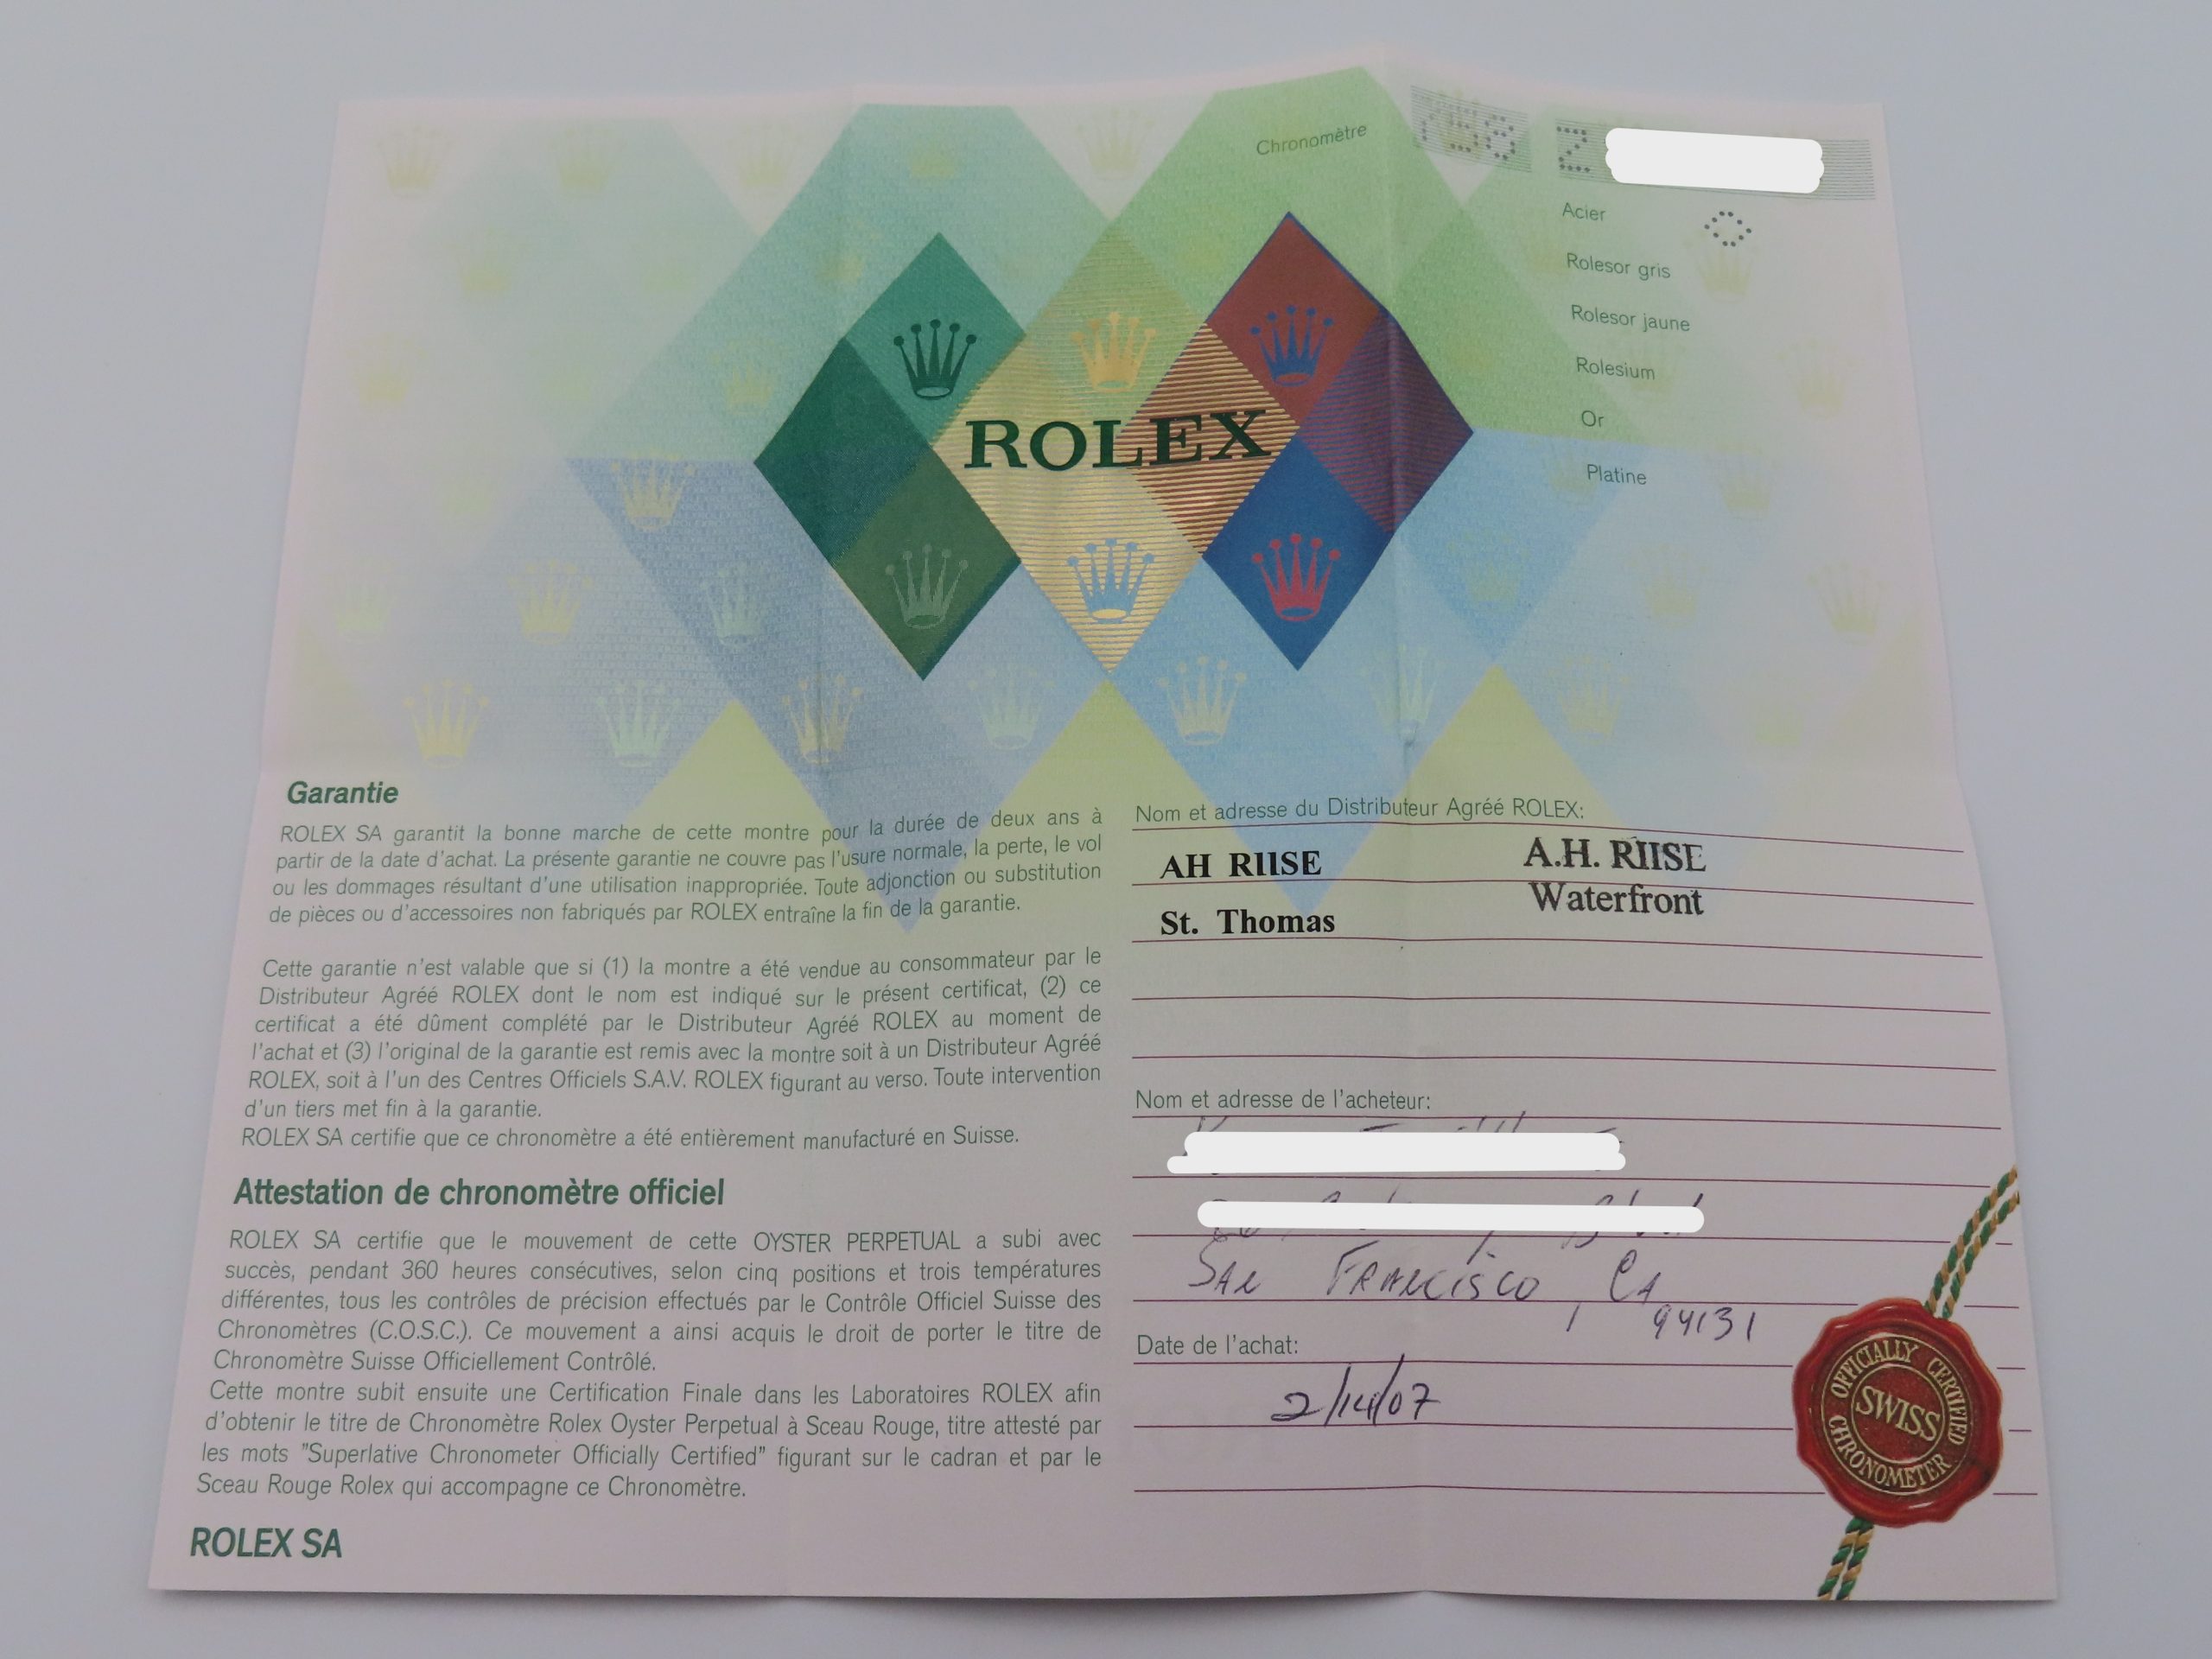 Chronomètre 758 Z
Acier
Rolesor gris
Rolesor jaune
Rolesium
Or
Platine
ROLEX
Garantie
ROLEX SA garantit la bonne marche de cette montre pour la durée de deux ans à
partir de la date d'achat. La présente garantie ne couvre pas l'usure normale, la perte, le vol
ou les dommages résultant d'une utilisation inappropriée. Toute adjonction ou substitution
de pièces ou d'accessoires non fabriqués par ROLEX entraîne la fin de la garantie.
Cette garantie n'est valable que si (1) la montre a été vendue au consommateur par le
Distributeur Agréé ROLEX dont le nom est indiqué sur le présent certificat, (2) ce
certificat a été dûment complété par le Distributeur Agréé ROLEX au moment de
l'achat et (3) l'original de la garantie est remis avec la montre soit à un Distributeur Agréé
ROLEX, soit à l'un des Centres Officiels S.A.V. ROLEX figurant au verso. Toute intervention
d'un tiers met fin à la garantie.
ROLEX SA certifie que ce chronomètre a été entièrement manufacturé en Suisse.
Attestation de chronomètre officiel
ROLEX SA certifie que le mouvement de cette OYSTER PERPETUAL a subi avec
succès, pendant 360 heures consécutives, selon cinq positions et trois températures
différentes, tous les contrôles de précision effectués par le Contrôle Officiel Suisse des
Chronomètres (C.O.S.C.). Ce mouvement a ainsi acquis le droit de porter le titre de
Chronomètre Suisse Officiellement Contrôlé.
Cette montre subit ensuite une Certification Finale dans les Laboratoires ROLEX afin
d'obtenir le titre de Chronomètre Rolex Oyster Perpetual à Sceau Rouge, titre attesté par
les mots "Superlative Chronometer Officially Certified" figurant sur le cadran et par le
Sceau Rouge Rolex qui accompagne ce Chronomètre.
ROLEX SA
Nom et adresse du Distributeur Agréé ROLEX:
AH RIISE
St. Thomas
A.H. RIISE
Waterfront
Nom et adresse de l'acheteur:
San Francisco, CA
94131
Date de l'achat:
2/14/07
OFFICIALLY CERTIFIED
SWISS
CHRONOMETER